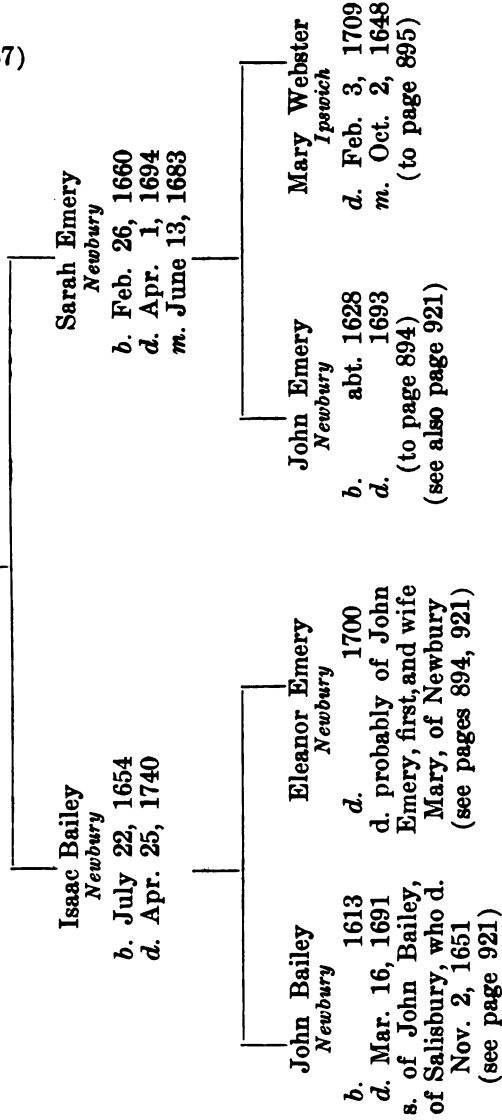 7)
Isaac Bailey
Newbury
b. July 22, 1654
d. Apr. 25, 1740
Sarah Emery
Newbury
b. Feb. 26, 1660
d. Apr. 1, 1694
m. June 13, 1683
John Bailey
Newbury
b. 1613
d. Mar. 16, 1691
s. of John Bailey,
of Salisbury, who d.
Nov. 2, 1651
(see page 921)
Eleanor Emery
Newbury
d. 1700
d. probably of John
Emery, first, and wife
Mary, of Newbury
(see pages 894, 921)
John Emery
Newbury
b. abt. 1628
d. 1693
(to page 894)
(see also page 921)
Mary Webster
Ipswich
d. Feb. 3, 1709
m. Oct. 2, 1648
(to page 895)